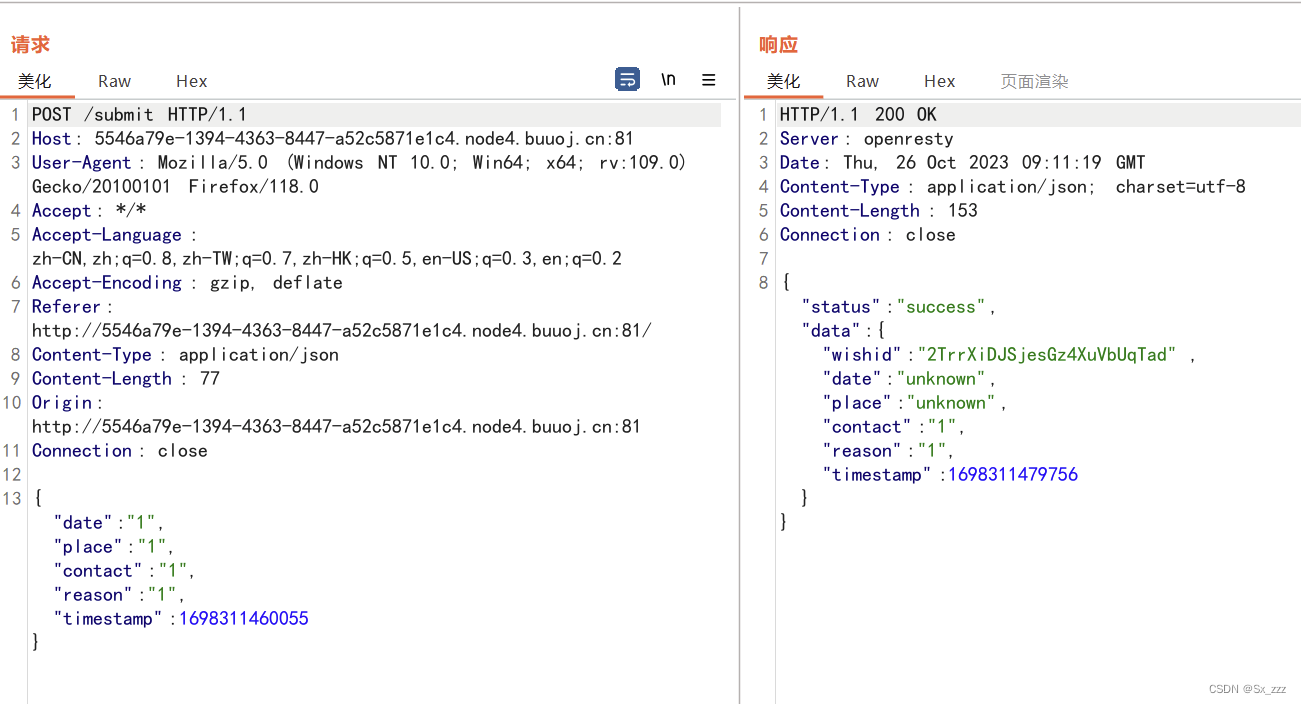 请求
美化 Raw Hex \n
1 POST /submit HTTP/1.1
2 Host: 5546a79e-1394-4363-8447-a52c5871e1c4.node4.buuoj.cn:81
3 User-Agent: Mozilla/5.0 (Windows NT 10.0; Win64; x64; rv:109.0)
Gecko/20100101 Firefox/118.0
4 Accept: */*
5 Accept-Language:
zh-CN,zh;q=0.8,zh-TW;q=0.7,zh-HK;q=0.5,en-US;q=0.3,en;q=0.2
6 Accept-Encoding: gzip, deflate
7 Referer:
http://5546a79e-1394-4363-8447-a52c5871e1c4.node4.buuoj.cn:81/
8 Content-Type: application/json
9 Content-Length: 77
10 Origin:
http://5546a79e-1394-4363-8447-a52c5871e1c4.node4.buuoj.cn:81
11 Connection: close
12
13 {
"date":"1",
"place":"1",
"contact":"1",
"reason":"1",
"timestamp":1698311460055
}
响应
美化 Raw Hex 页面渲染
1 HTTP/1.1 200 OK
2 Server: openresty
3 Date: Thu, 26 Oct 2023 09:11:19 GMT
4 Content-Type: application/json; charset=utf-8
5 Content-Length: 153
6 Connection: close
7
8 {
"status":"success",
"data":{
"wishid":"2TrrXiDJSjesGz4XuVbUqTad",
"date":"unknown",
"place":"unknown",
"contact":"1",
"reason":"1",
"timestamp":1698311479756
}
}
CSDN @Sx_zzz